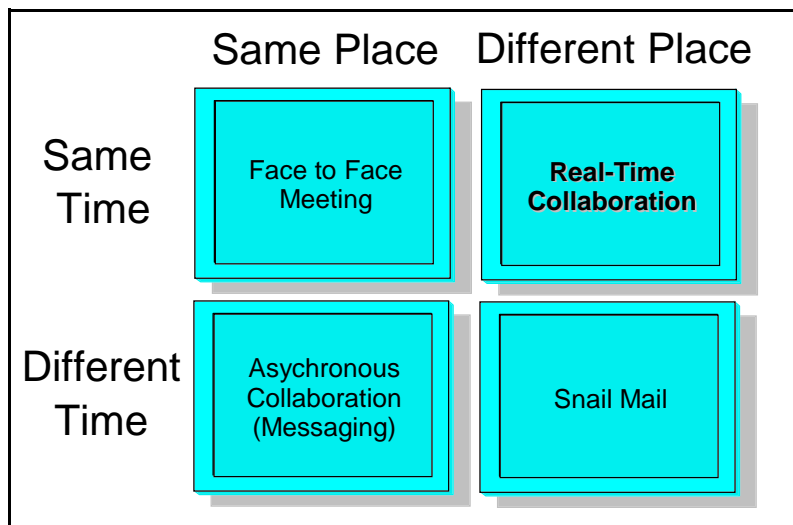 Same Place
Different Place
Same
Time
Face to Face
Meeting
Real-Time
Collaboration
Different
Time
Asychronous
Collaboration
(Messaging)
Snail Mail